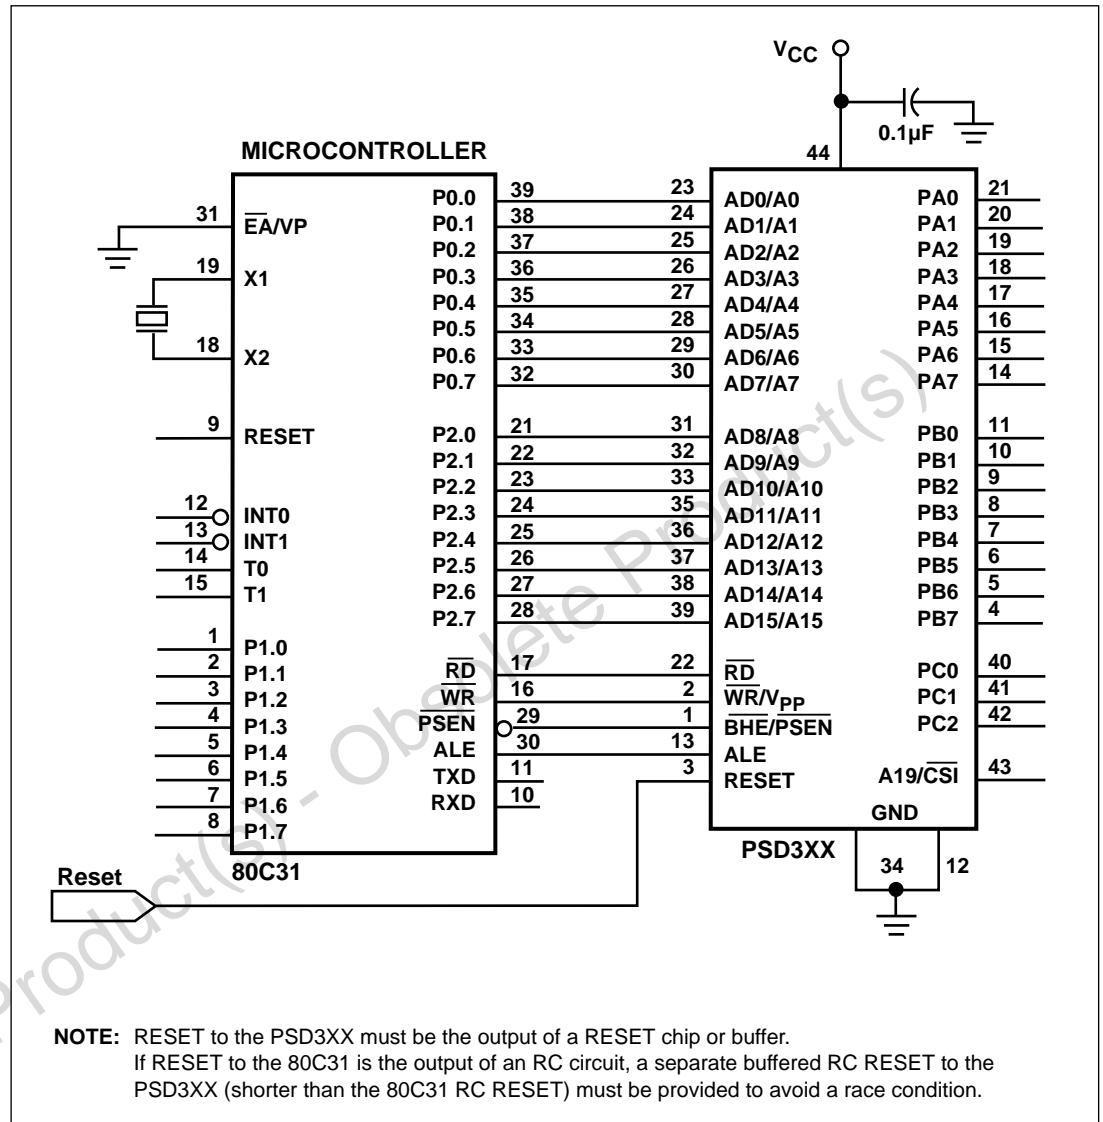 VCC
0.1µF
44
MICROCONTROLLER
31 EA/VP
19 X1
18 X2
9 RESET
12 INT0
13 INT1
14 T0
15 T1
1 P1.0
2 P1.1
3 P1.2
4 P1.3
5 P1.4
6 P1.5
7 P1.6
8 P1.7
P0.0 39
P0.1 38
P0.2 37
P0.3 36
P0.4 35
P0.5 34
P0.6 33
P0.7 32
P2.0 21
P2.1 22
P2.2 23
P2.3 24
P2.4 25
P2.5 26
P2.6 27
P2.7 28
RD 17
WR 16
PSEN 29
ALE 30
TXD 11
RXD 10
80C31
23 AD0/A0
24 AD1/A1
25 AD2/A2
26 AD3/A3
27 AD4/A4
28 AD5/A5
29 AD6/A6
30 AD7/A7
31 AD8/A8
32 AD9/A9
33 AD10/A10
35 AD11/A11
36 AD12/A12
37 AD13/A13
38 AD14/A14
39 AD15/A15
22 RD
2 WR/VPP
1 BHE/PSEN
13 ALE
3 RESET
PA0 21
PA1 20
PA2 19
PA3 18
PA4 17
PA5 16
PA6 15
PA7 14
PB0 11
PB1 10
PB2 9
PB3 8
PB4 7
PB5 6
PB6 5
PB7 4
PC0 40
PC1 41
PC2 42
A19/CSI 43
GND
PSD3XX
34 12
Reset
Product(s) - Obsolete Product(s)
NOTE: RESET to the PSD3XX must be the output of a RESET chip or buffer.
If RESET to the 80C31 is the output of an RC circuit, a separate buffered RC RESET to the
PSD3XX (shorter than the 80C31 RC RESET) must be provided to avoid a race condition.